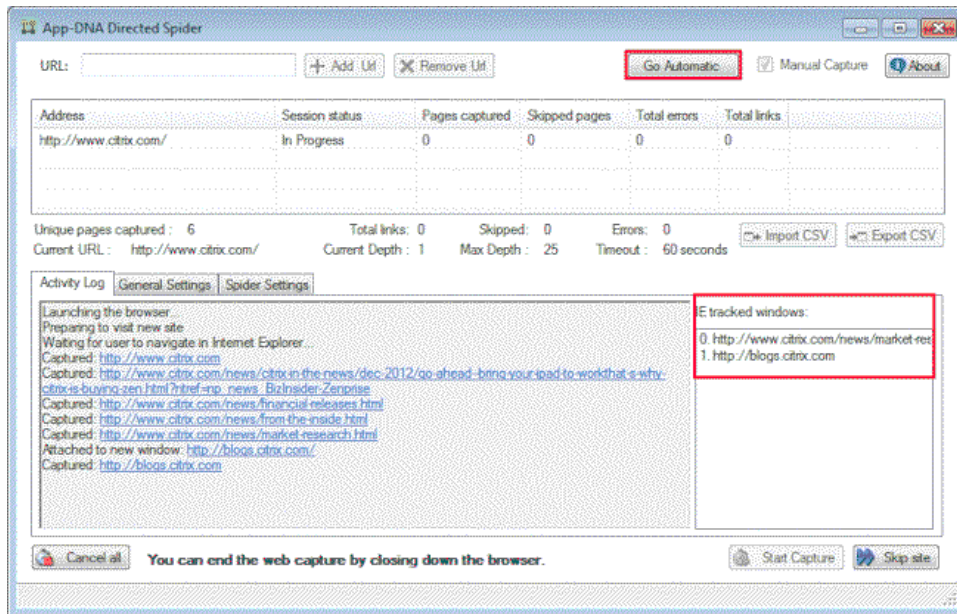 App-DNA Directed Spider
URL: Add Url Remove Url Go Automatic Manual Capture About
Address Session status Pages captured Skipped pages Total errors Total links
http://www.citrix.com/ In Progress 0 0 0 0
Unique pages captured : 6 Total links: 0 Skipped: 0 Errors: 0 Import CSV Export CSV
Current URL : http://www.citrix.com/ Current Depth : 1 Max Depth : 25 Timeout : 60 seconds
Activity Log General Settings Spider Settings
Launching the browser...
Preparing to visit new site
Waiting for user to navigate in Internet Explorer...
Captured: http://www.citrix.com
Captured: http://www.citrix.com/news/citrix-in-the-news/dec-2012/go-ahead--bring-your-ipad-to-workthat-s-why-
citrix-is-buying-zen.html?ntref=np_news_BizInsider-Zenprise
Captured: http://www.citrix.com/news/financial-releases.html
Captured: http://www.citrix.com/news/from-the-inside.html
Captured: http://www.citrix.com/news/market-research.html
Attached to new window: http://blogs.citrix.com/
Captured: http://blogs.citrix.com
IE tracked windows:
0. http://www.citrix.com/news/market-res
1. http://blogs.citrix.com
Cancel all You can end the web capture by closing down the browser. Start Capture Skip site